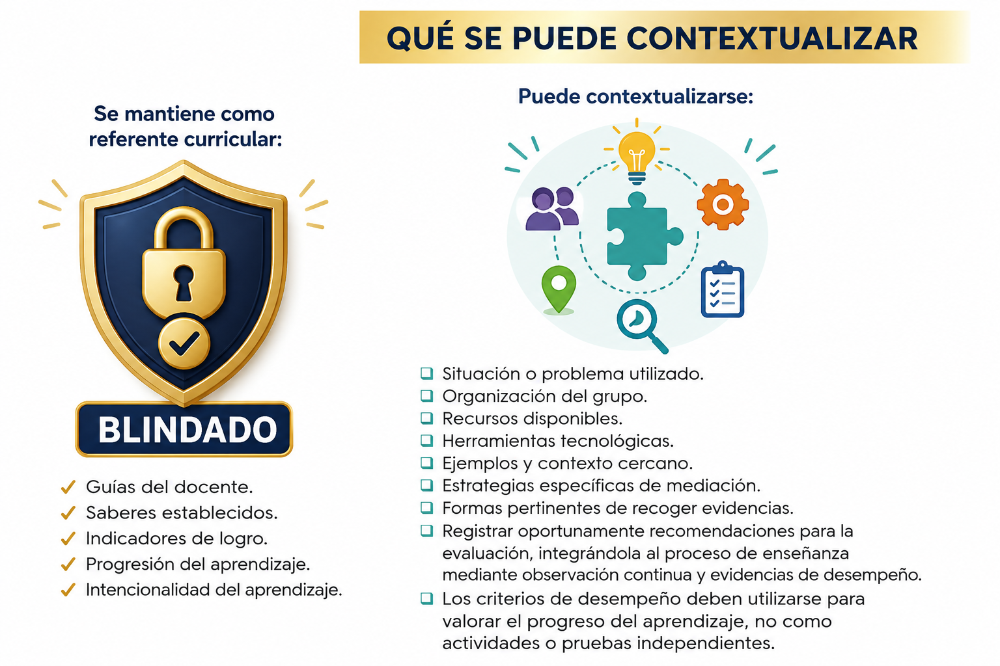 QUÉ SE PUEDE CONTEXTUALIZAR
Se mantiene como
referente curricular:
BLINDADO
Guías del docente.
Saberes establecidos.
Indicadores de logro.
Progresión del aprendizaje.
Intencionalidad del aprendizaje.
Puede contextualizarse:
Situación o problema utilizado.
Organización del grupo.
Recursos disponibles.
Herramientas tecnológicas.
Ejemplos y contexto cercano.
Estrategias específicas de mediación.
Formas pertinentes de recoger evidencias.
Registrar oportunamente recomendaciones para la
evaluación, integrándola al proceso de enseñanza
mediante observación continua y evidencias de desempeño.
Los criterios de desempeño deben utilizarse para
valorar el progreso del aprendizaje, no como
actividades o pruebas independientes.